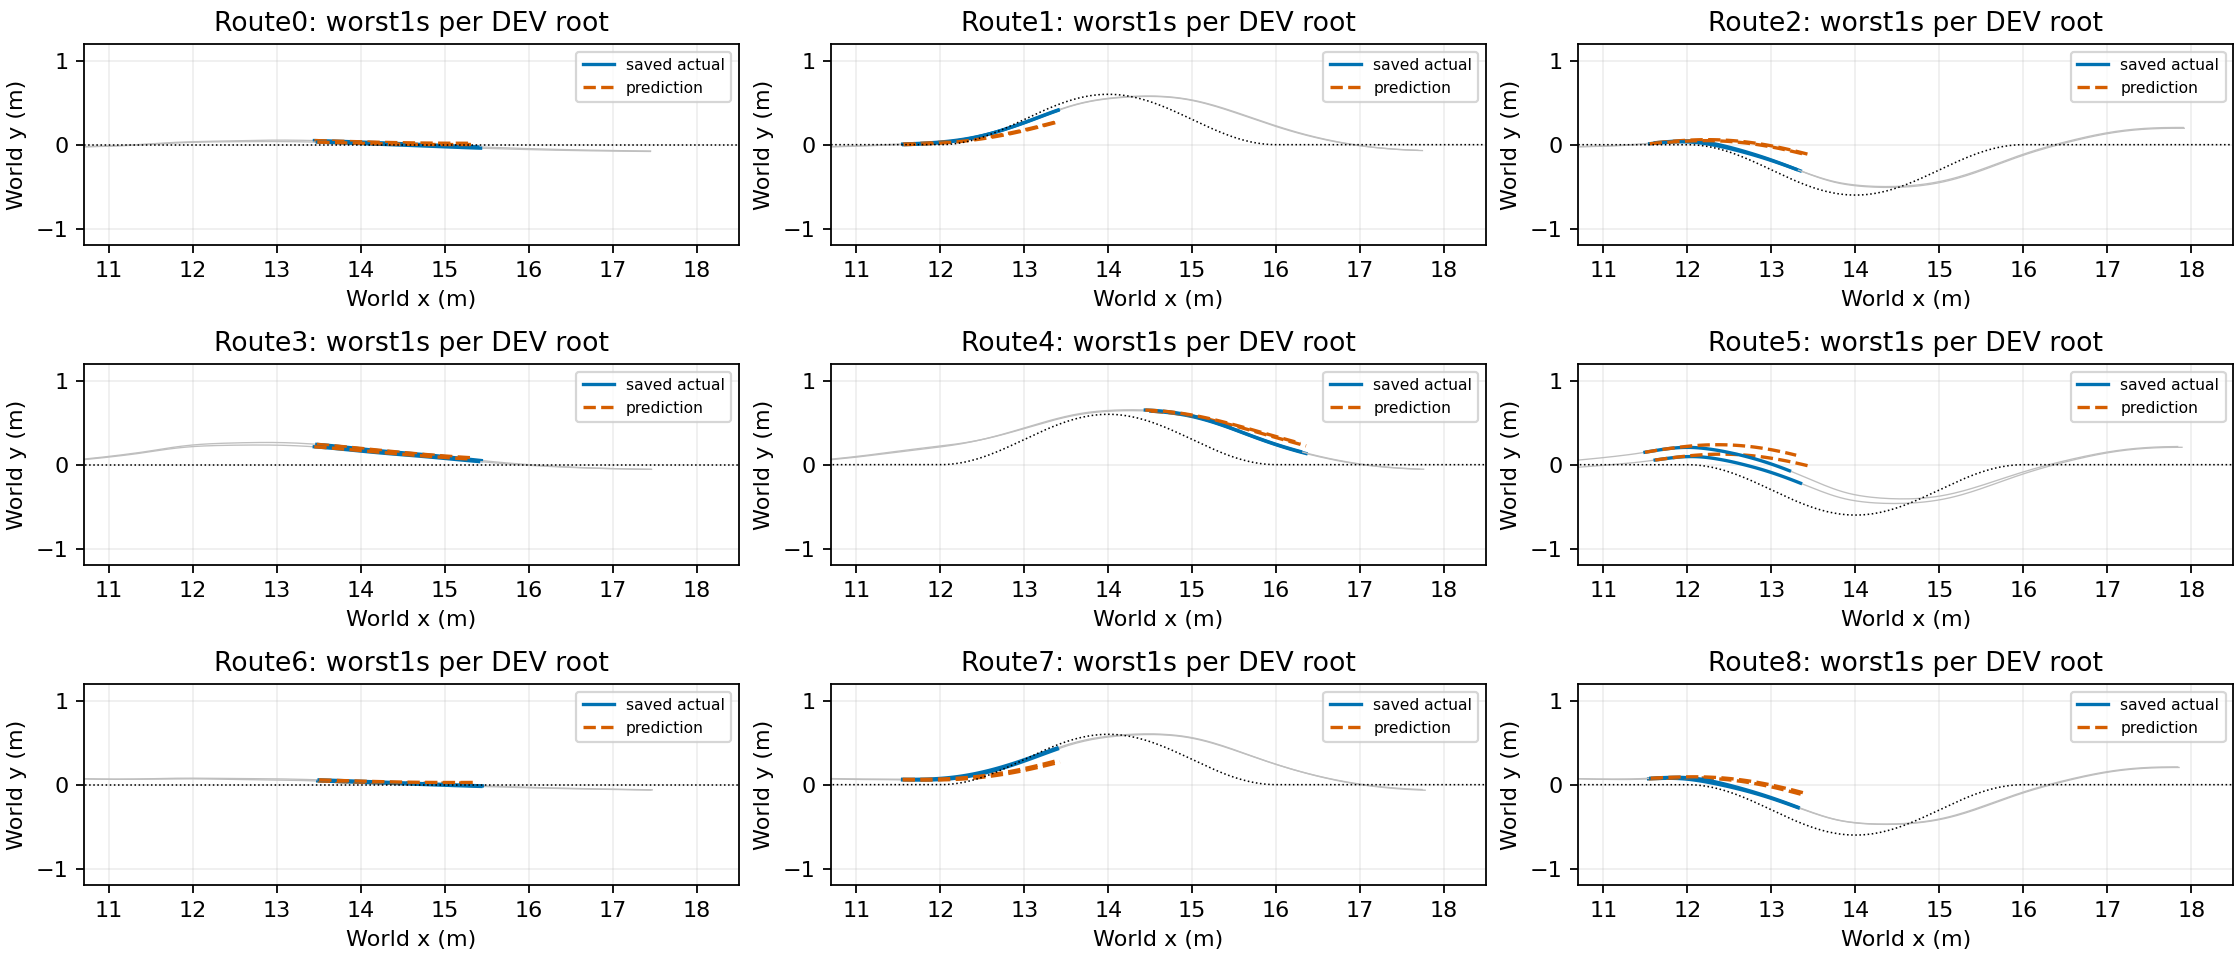 Route0: worst1s per DEV root
Route1: worst1s per DEV root
Route2: worst1s per DEV root
World y (m)
1
0
−1
saved actual
prediction
11 12 13 14 15 16 17 18
World x (m)
World y (m)
1
0
−1
saved actual
prediction
11 12 13 14 15 16 17 18
World x (m)
World y (m)
1
0
−1
saved actual
prediction
11 12 13 14 15 16 17 18
World x (m)
Route3: worst1s per DEV root
Route4: worst1s per DEV root
Route5: worst1s per DEV root
World y (m)
1
0
−1
saved actual
prediction
11 12 13 14 15 16 17 18
World x (m)
World y (m)
1
0
−1
saved actual
prediction
11 12 13 14 15 16 17 18
World x (m)
World y (m)
1
0
−1
saved actual
prediction
11 12 13 14 15 16 17 18
World x (m)
Route6: worst1s per DEV root
Route7: worst1s per DEV root
Route8: worst1s per DEV root
World y (m)
1
0
−1
saved actual
prediction
11 12 13 14 15 16 17 18
World x (m)
World y (m)
1
0
−1
saved actual
prediction
11 12 13 14 15 16 17 18
World x (m)
World y (m)
1
0
−1
saved actual
prediction
11 12 13 14 15 16 17 18
World x (m)